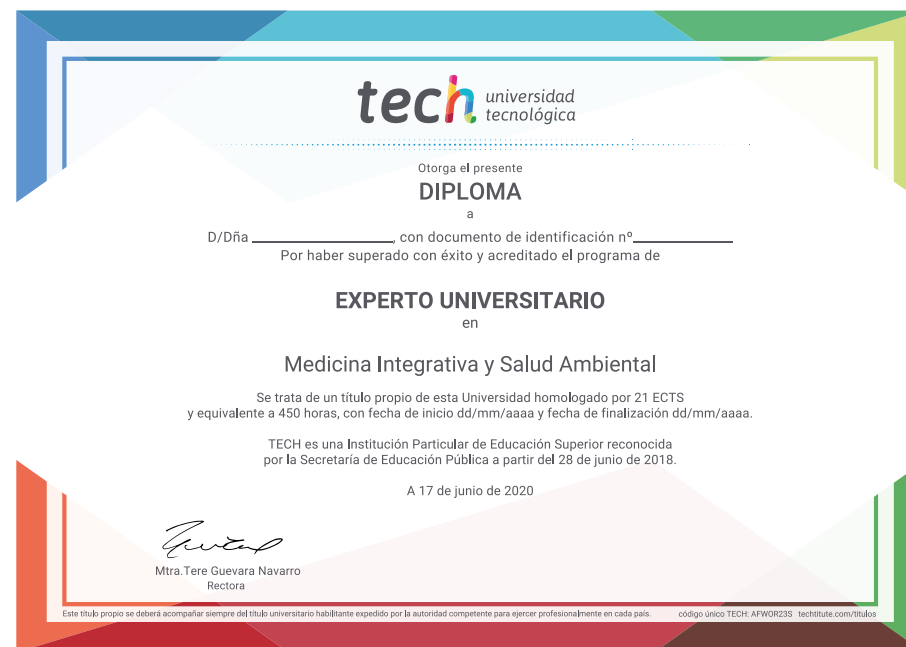 tech universidad
tecnológica
Otorga el presente
DIPLOMA
a
D/Dña ______________, con documento de identificación nº__________
Por haber superado con éxito y acreditado el programa de
EXPERTO UNIVERSITARIO
en
Medicina Integrativa y Salud Ambiental
Se trata de un título propio de esta Universidad homologado por 21 ECTS
y equivalente a 450 horas, con fecha de inicio dd/mm/aaaa y fecha de finalización dd/mm/aaaa.
TECH es una Institución Particular de Educación Superior reconocida
por la Secretaría de Educación Pública a partir del 28 de junio de 2018.
A 17 de junio de 2020
Mtra.Tere Guevara Navarro
Rectora
Este título propio se deberá acompañar siempre del título universitario habilitante expedido por la autoridad competente para ejercer profesionalmente en cada país. código único TECH: AFWOR23S techtitute.com/titulos